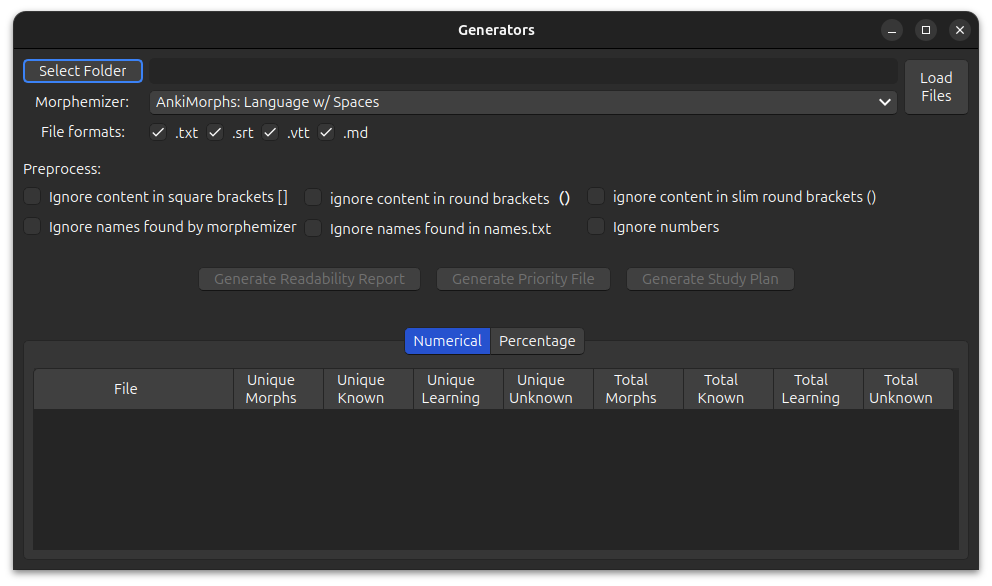 Generators
Select Folder
Load
Files
Morphemizer: AnkiMorphs: Language w/ Spaces
File formats: .txt .srt .vtt .md
Preprocess:
Ignore content in square brackets [] ignore content in round brackets （） ignore content in slim round brackets ()
Ignore names found by morphemizer Ignore names found in names.txt Ignore numbers
Generate Readability Report Generate Priority File Generate Study Plan
Numerical Percentage
File
Unique Morphs
Unique Known
Unique Learning
Unique Unknown
Total Morphs
Total Known
Total Learning
Total Unknown